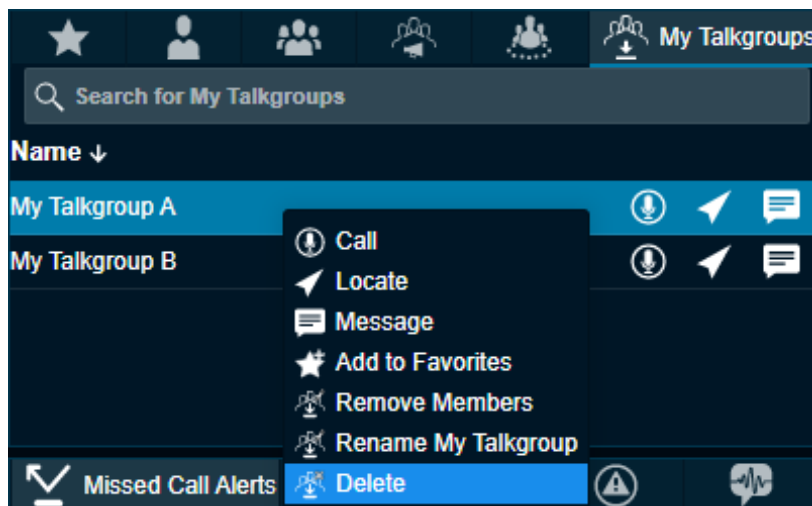 My Talkgroups
Search for My Talkgroups
Name ↓
My Talkgroup A
My Talkgroup B
Call
Locate
Message
Add to Favorites
Remove Members
Rename My Talkgroup
Delete
Missed Call Alerts